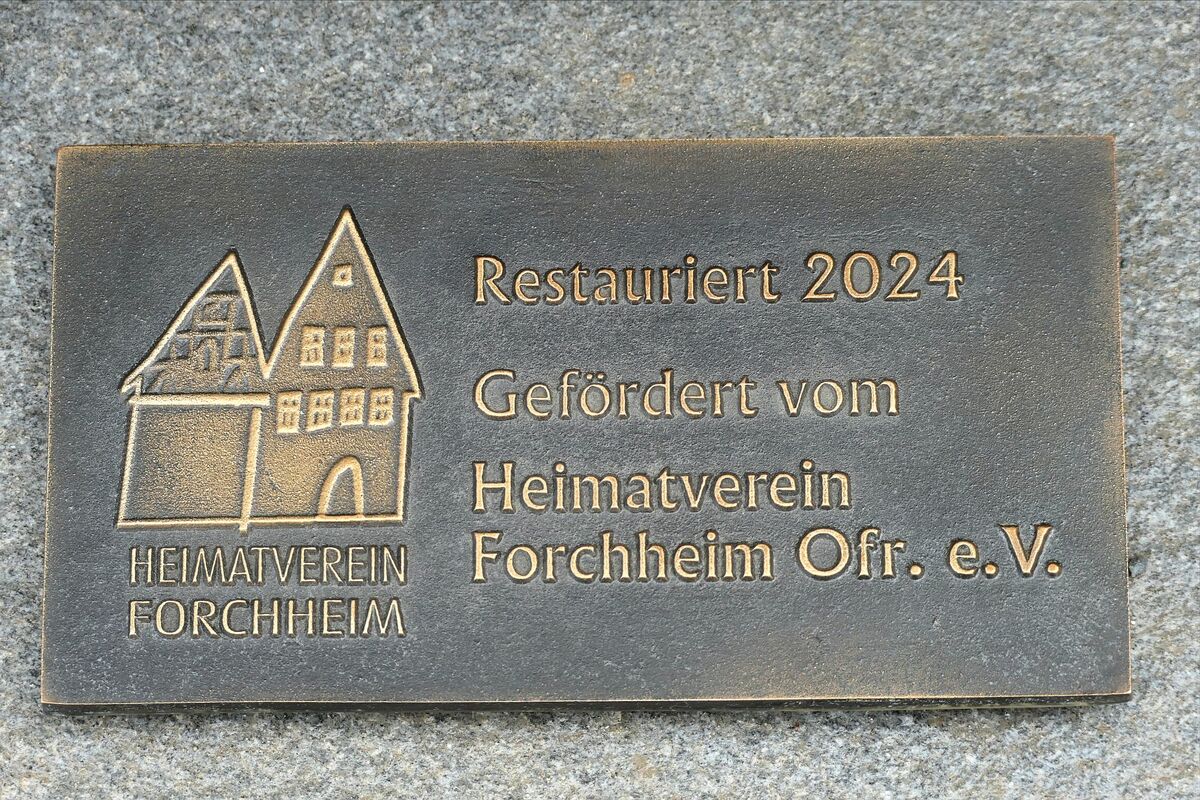 Restauriert 2024
Gefördert vom
Heimatverein
Forchheim Ofr. e.V.
HEIMATVEREIN
FORCHHEIM